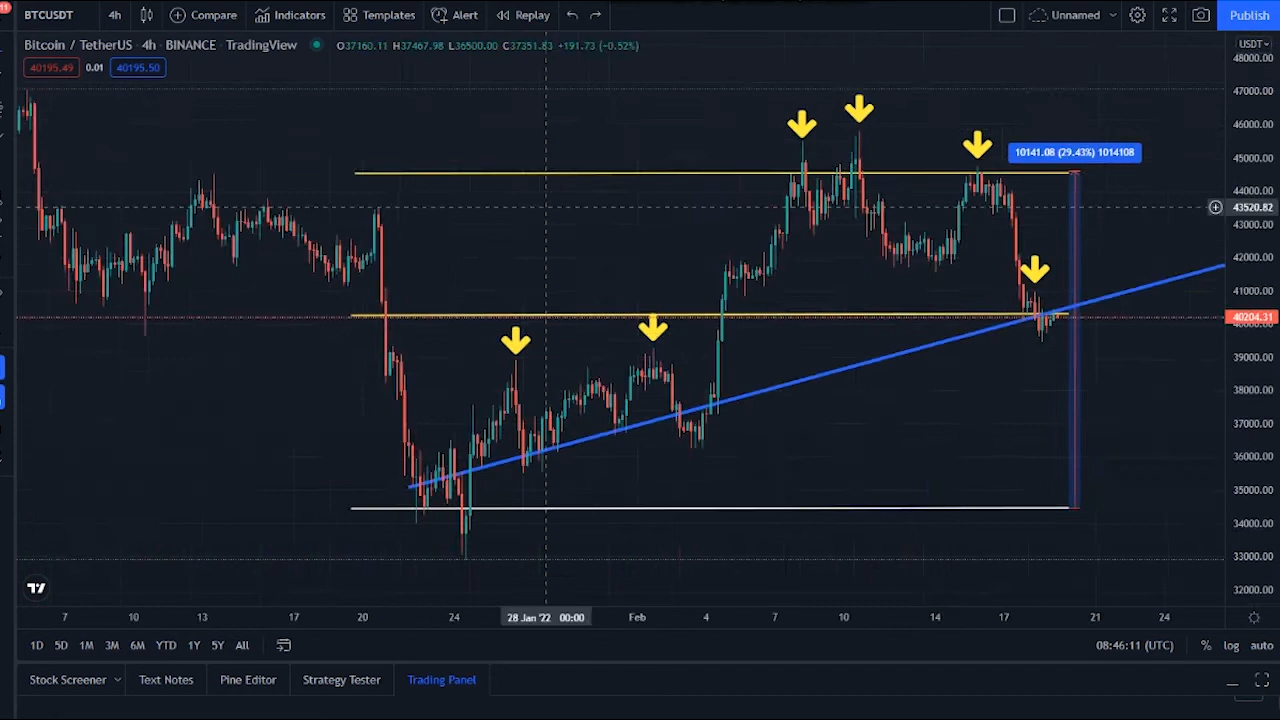 11
BTCUSDT 4h Compare Indicators Templates Alert Replay Unnamed Publish
Bitcoin / TetherUS · 4h · BINANCE · TradingView O37160.11 H37467.98 L36500.00 C37351.83 +191.73 (−0.52%) USDT
40195.49 0.01 40195.50
48000.00
47000.00
46000.00
10141.08 (29.43%) 1014108
45000.00
44000.00
43520.82
43000.00
42000.00
41000.00
40204.31
40000.00
39000.00
38000.00
37000.00
36000.00
35000.00
34000.00
33000.00
32000.00
7 10 13 17 20 24 28 Jan '22 00:00 Feb 4 7 10 14 17 21 24
1D 5D 1M 3M 6M YTD 1Y 5Y All 08:46:11 (UTC) % log auto
Stock Screener Text Notes Pine Editor Strategy Tester Trading Panel